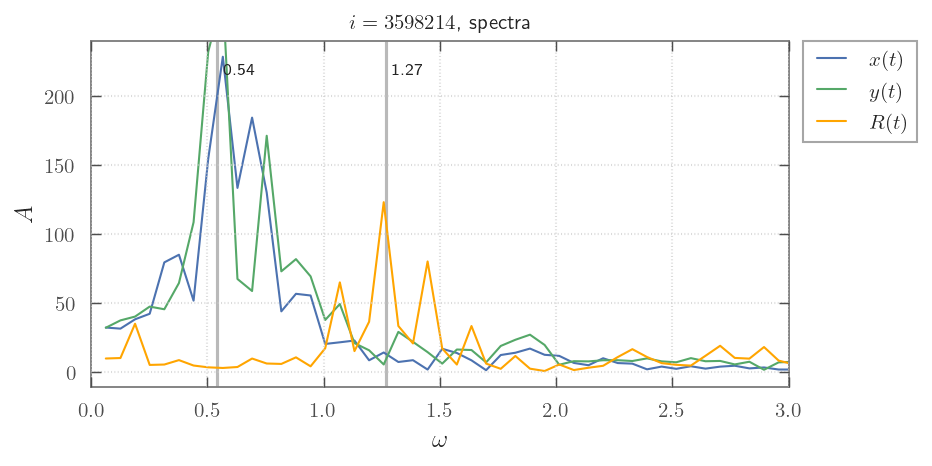 i = 3598214, spectra
0.54
1.27
x(t)
y(t)
R(t)
A
200
150
100
50
0
0.0 0.5 1.0 1.5 2.0 2.5 3.0
ω